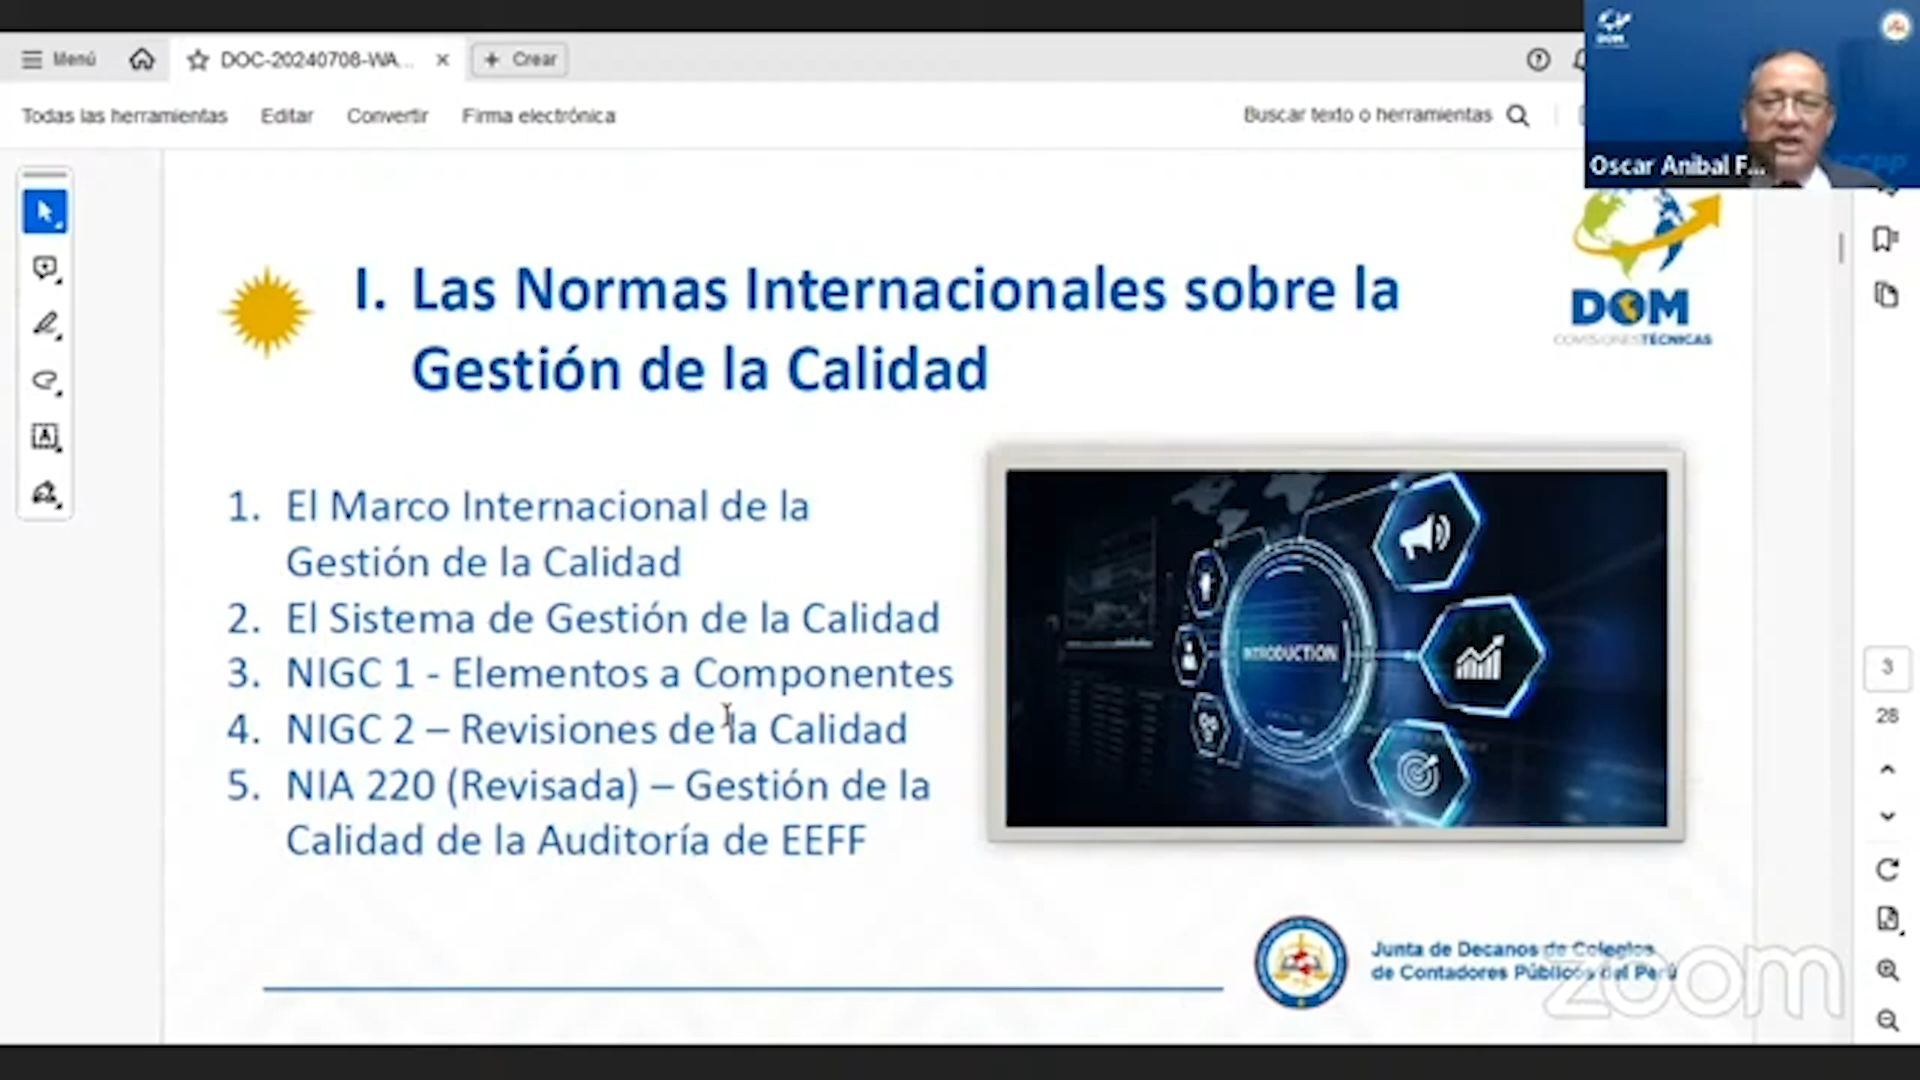 Menú
DOC-20240708-WA...
Crear
Todas las herramientas
Editar
Convertir
Firma electrónica
Buscar texto o herramientas
DOM
Oscar Anibal F...
I. Las Normas Internacionales sobre la
Gestión de la Calidad
DOM
COMISIONES TÉCNICAS
1. El Marco Internacional de la
Gestión de la Calidad
2. El Sistema de Gestión de la Calidad
3. NIGC 1 - Elementos a Componentes
4. NIGC 2 – Revisiones de la Calidad
5. NIA 220 (Revisada) – Gestión de la
Calidad de la Auditoría de EEFF
INTRODUCTION
3
28
Junta de Decanos de Colegios
de Contadores Públicos del Perú
zoom